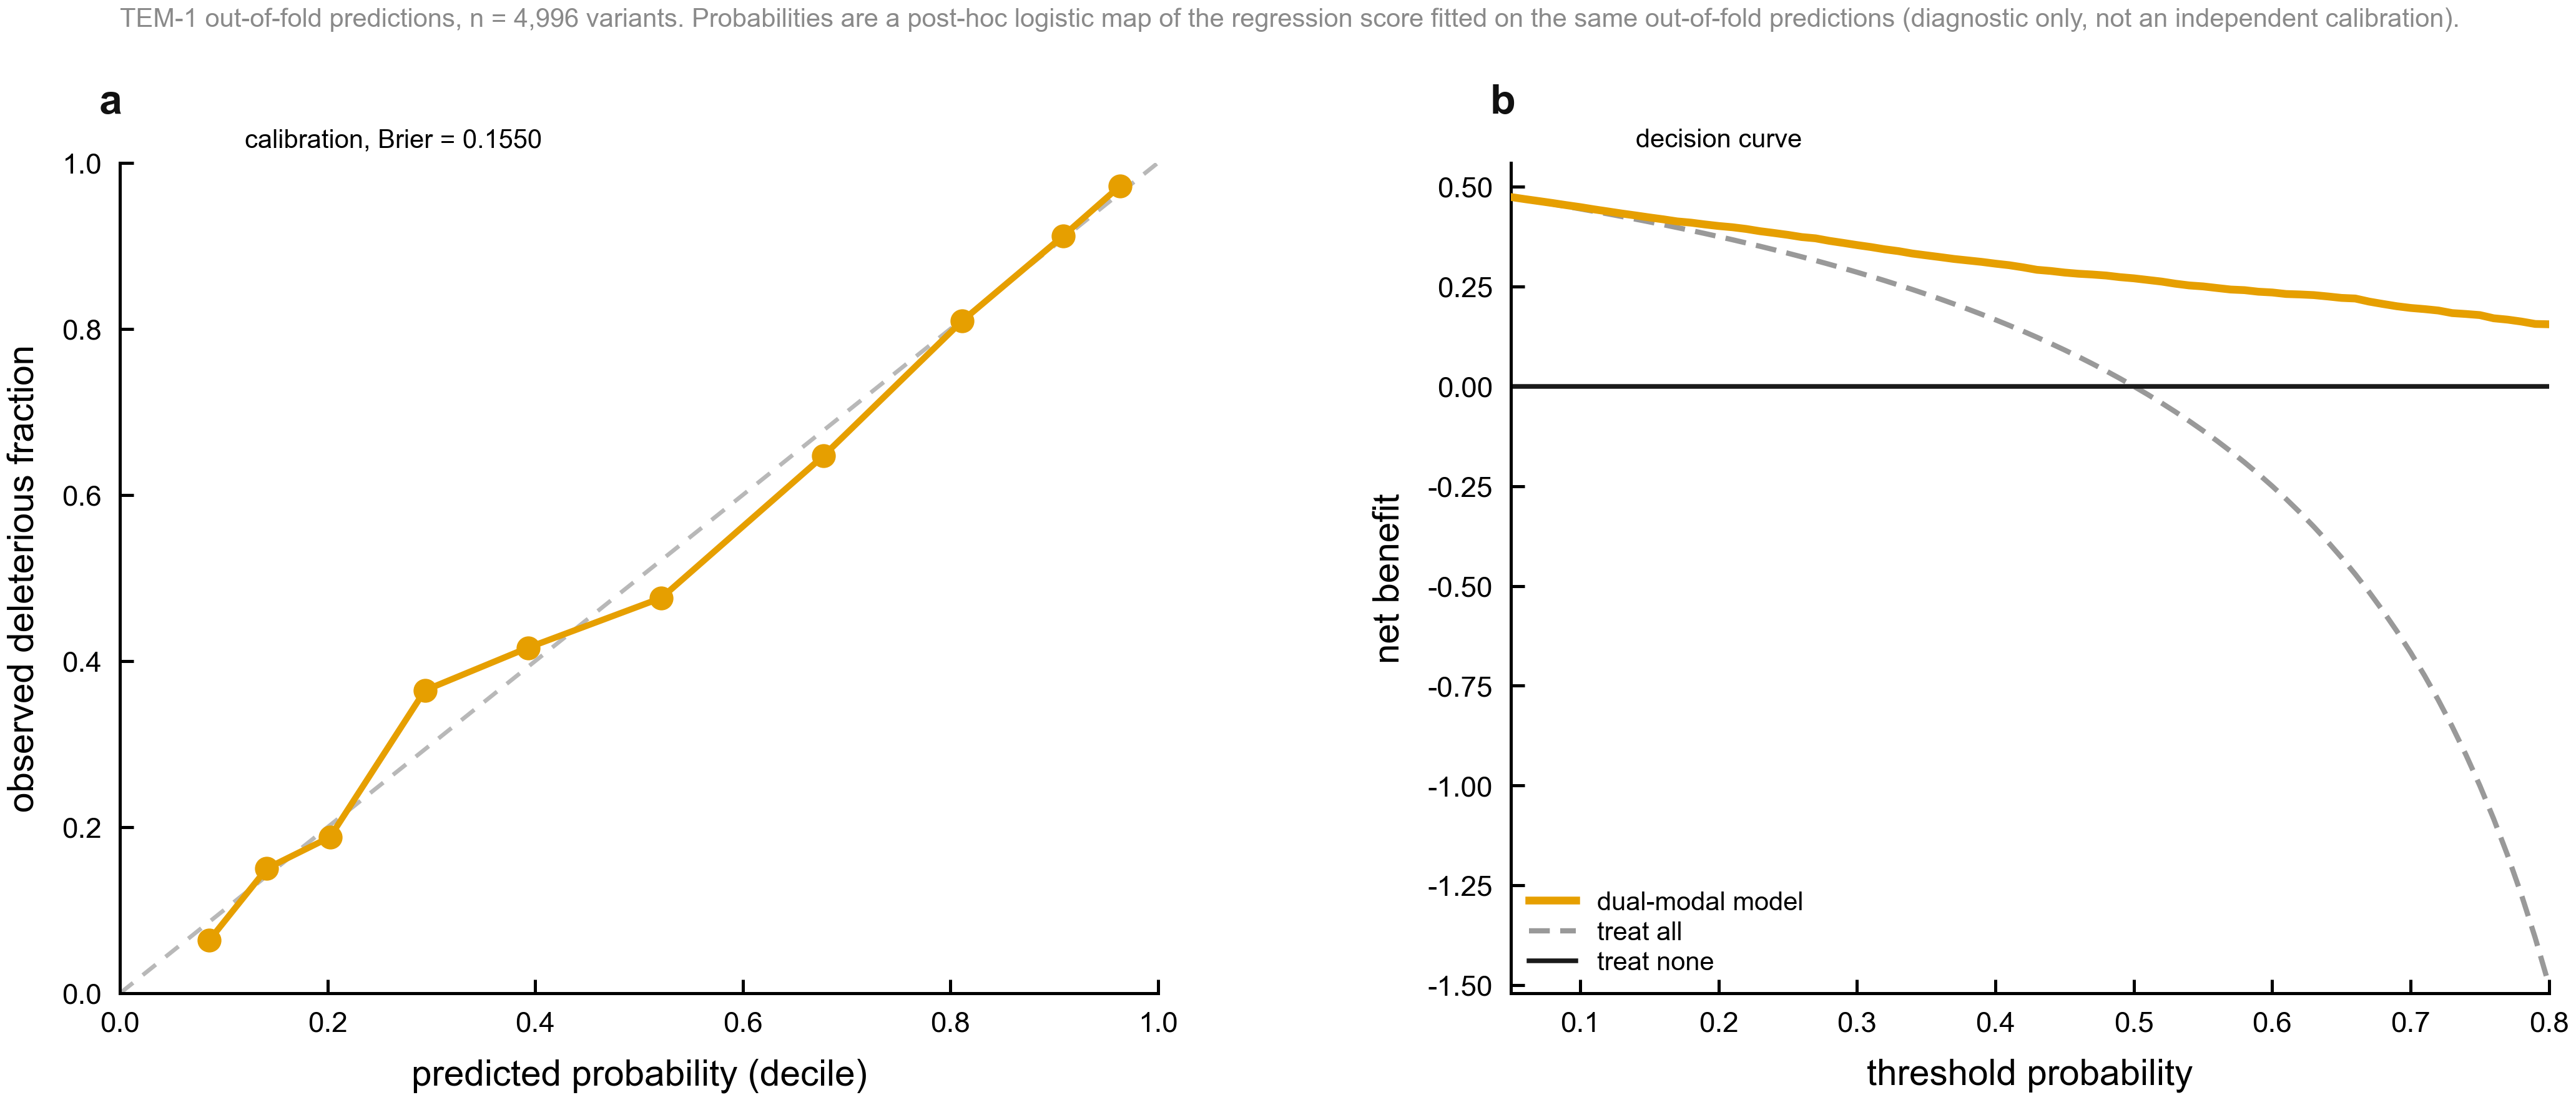 TEM-1 out-of-fold predictions, n = 4,996 variants. Probabilities are a post-hoc logistic map of the regression score fitted on the same out-of-fold predictions (diagnostic only, not an independent calibration).
a
calibration, Brier = 0.1550
1.0
0.8
0.6
0.4
0.2
0.0
observed deleterious fraction
0.0 0.2 0.4 0.6 0.8 1.0
predicted probability (decile)
b
decision curve
0.50
0.25
0.00
-0.25
-0.50
-0.75
-1.00
-1.25
-1.50
net benefit
dual-modal model
treat all
treat none
0.1 0.2 0.3 0.4 0.5 0.6 0.7 0.8
threshold probability